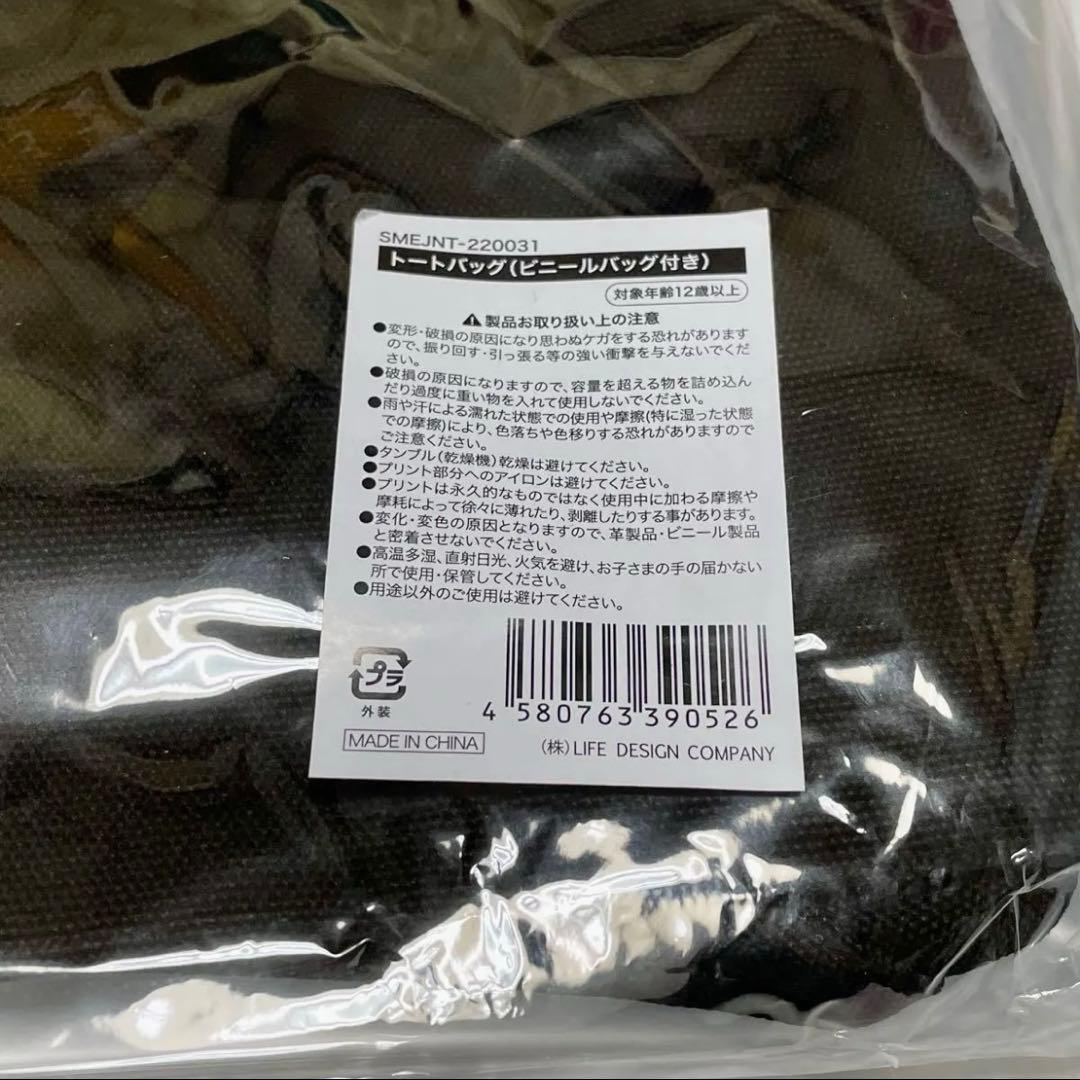 SMEJNT-220031
トートバッグ(ビニールバッグ付き)
対象年齢12歳以上
⚠製品お取り扱い上の注意
●変形・破損の原因になり思わぬケガをする恐れがあります
ので、振り回す・引っ張る等の強い衝撃を与えないでくだ
さい。
●破損の原因になりますので、容量を超える物を詰め込ん
だり過度に重い物を入れて使用しないでください。
●雨や汗による濡れた状態での使用や摩擦(特に湿った状態
での摩擦)により、色落ちや色移りする恐れがありますので
ご注意ください。
●タンブル(乾燥機)乾燥は避けてください。
●プリント部分へのアイロンは避けてください。
●プリントは永久的なものではなく使用中に加わる摩擦や
摩耗によって徐々に薄れたり、剥離したりする事があります。
●変化・変色の原因となりますので、革製品・ビニール製品
と密着させないでください。
●高温多湿、直射日光、火気を避け、お子さまの手の届かない
所で使用・保管してください。
●用途以外のご使用は避けてください。
プラ
外装
MADE IN CHINA
4 580763 390526
(株)LIFE DESIGN COMPANY